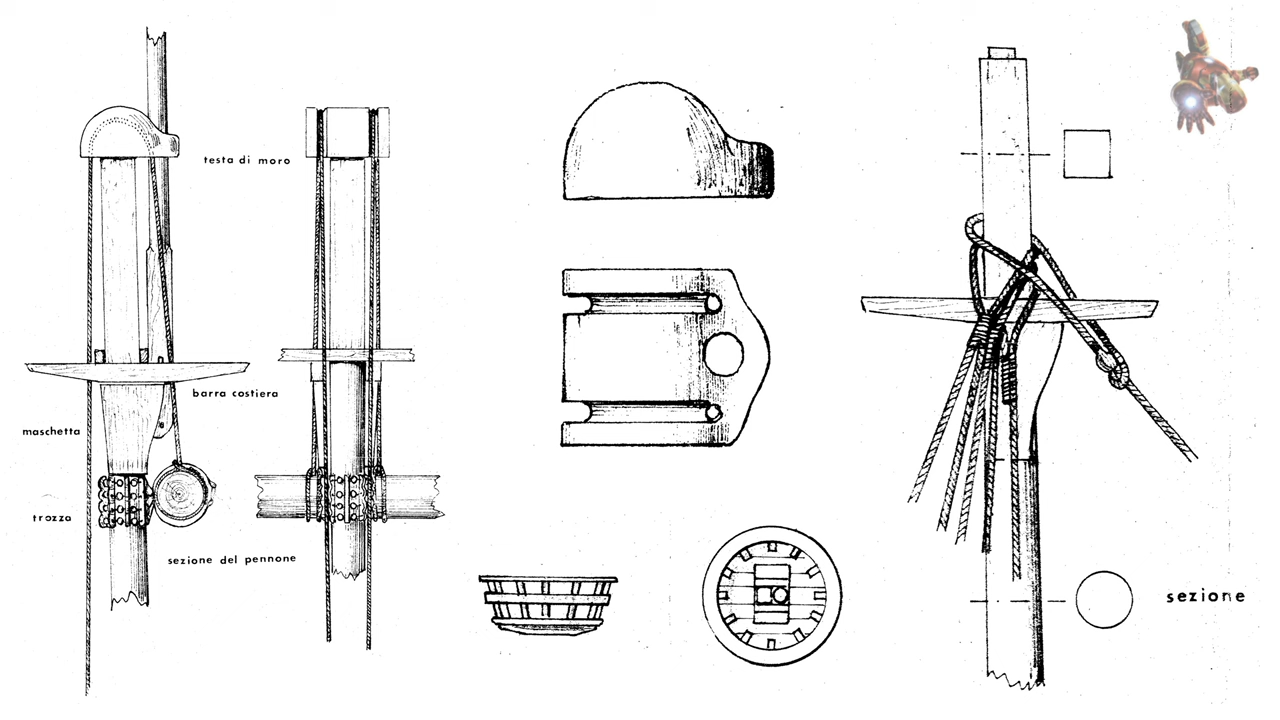 testa di moro
barra costiera
maschetta
trozza
sezione del pennone
sezione